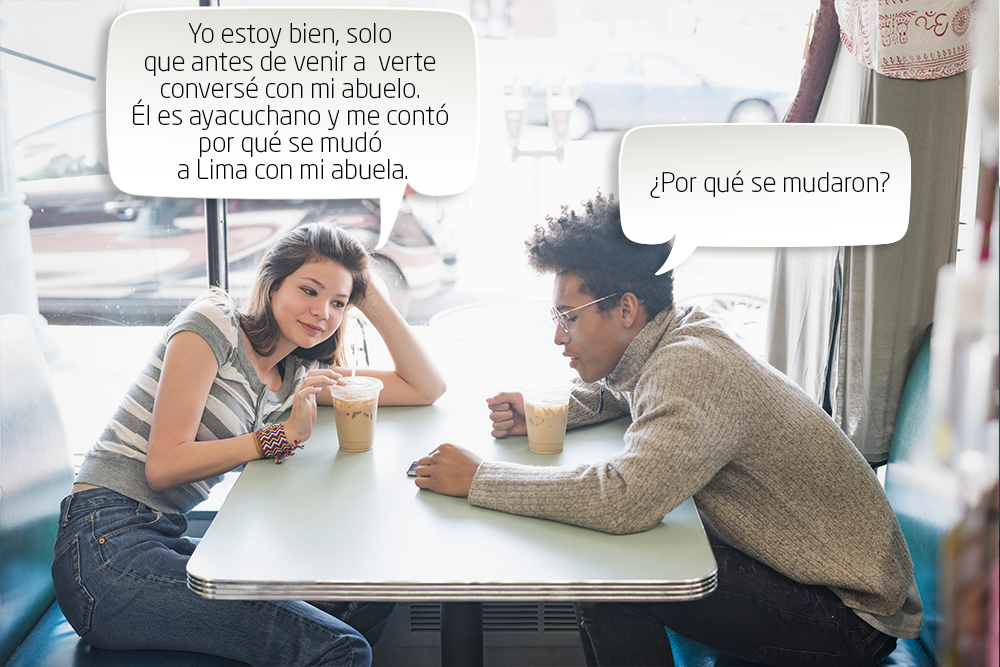 Yo estoy bien, solo
que antes de venir a verte
conversé con mi abuelo.
Él es ayacuchano y me contó
por qué se mudó
a Lima con mi abuela.
¿Por qué se mudaron?